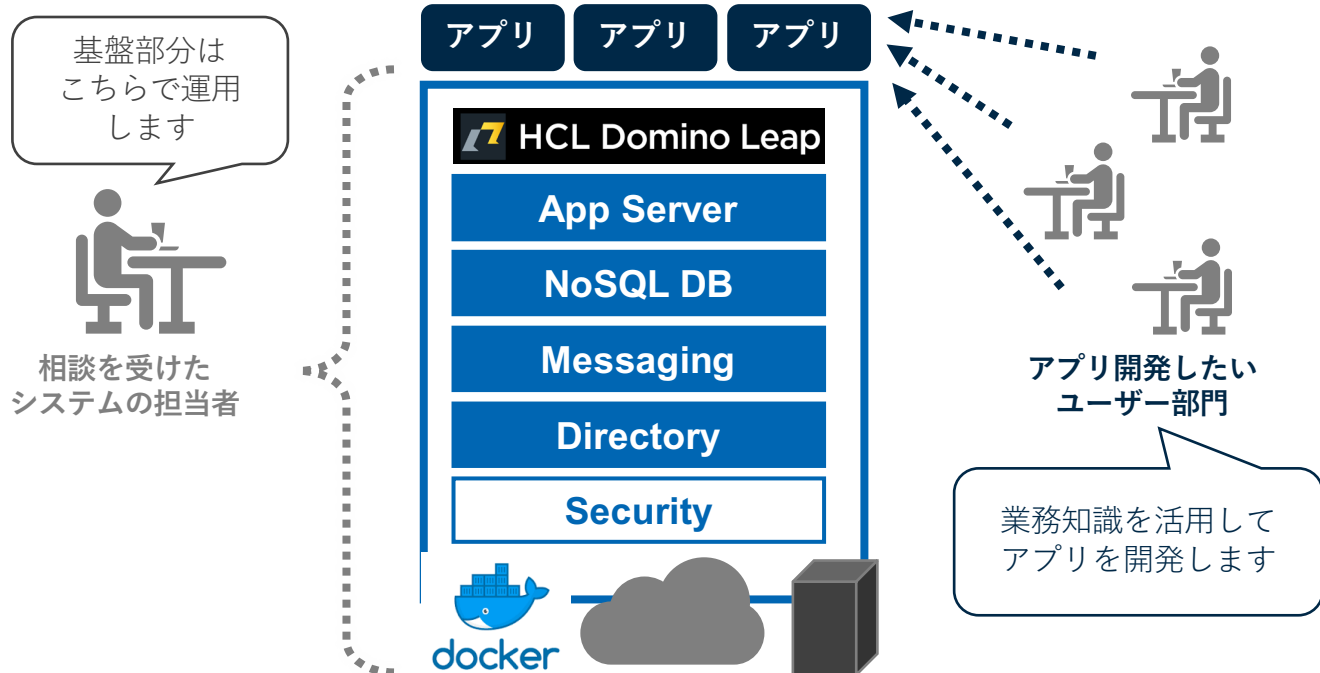 アプリ
アプリ
アプリ
基盤部分は
こちらで運用
します
相談を受けた
システムの担当者
HCL Domino Leap
App Server
NoSQL DB
Messaging
Directory
Security
docker
アプリ開発したい
ユーザー部門
業務知識を活用して
アプリを開発します